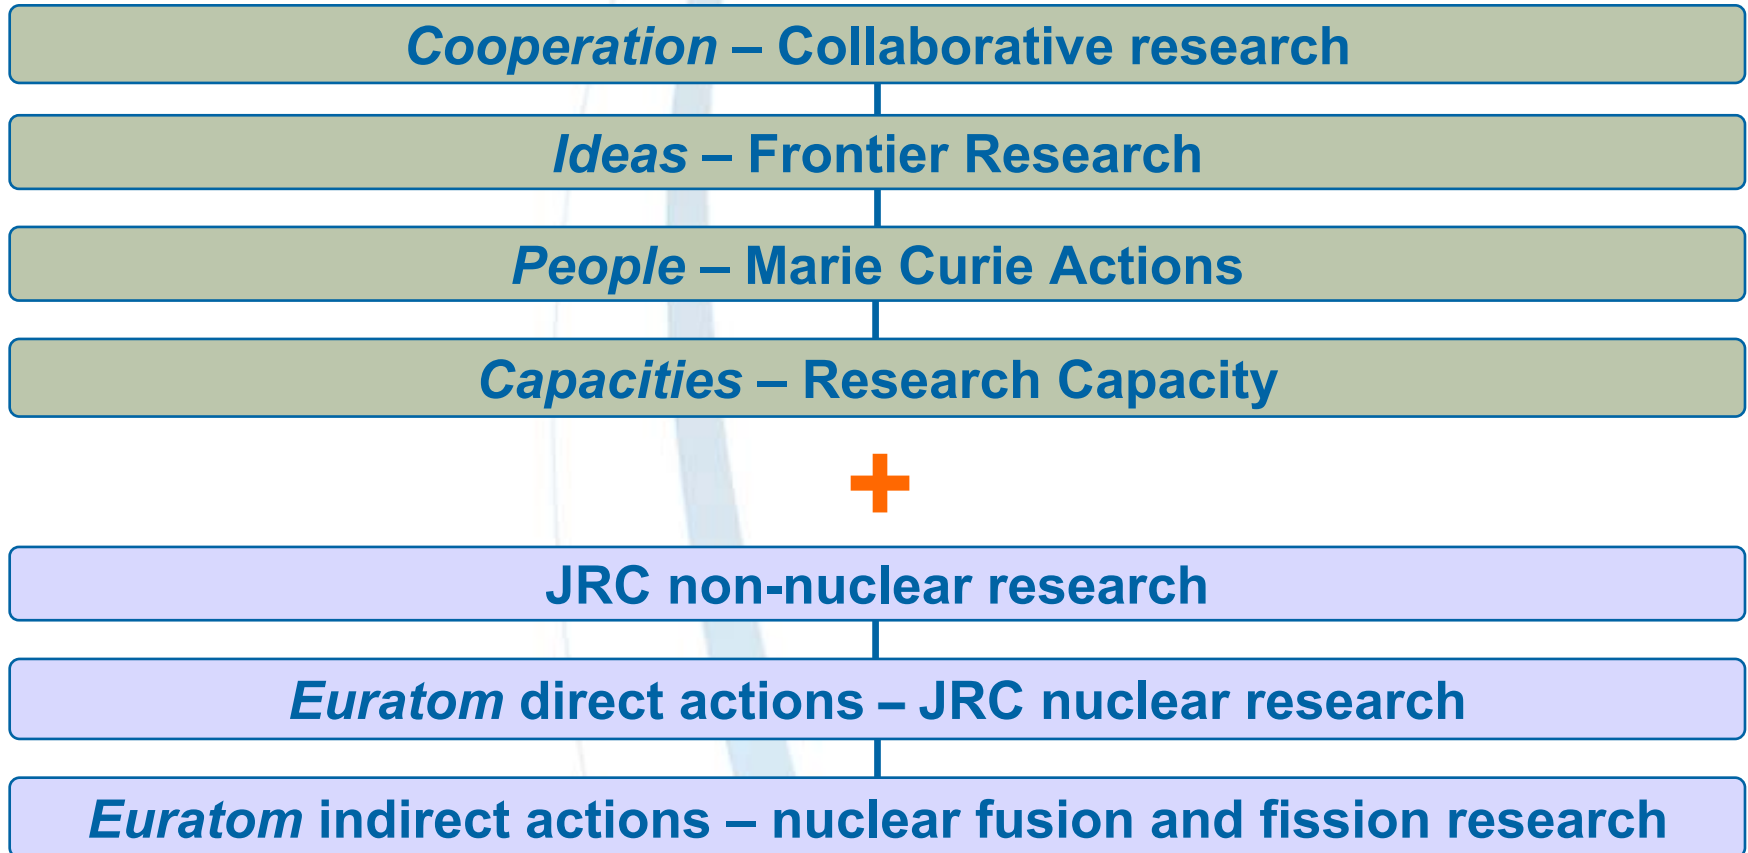 Cooperation – Collaborative research
Ideas – Frontier Research
People – Marie Curie Actions
Capacities – Research Capacity
+
JRC non-nuclear research
Euratom direct actions – JRC nuclear research
Euratom indirect actions – nuclear fusion and fission research